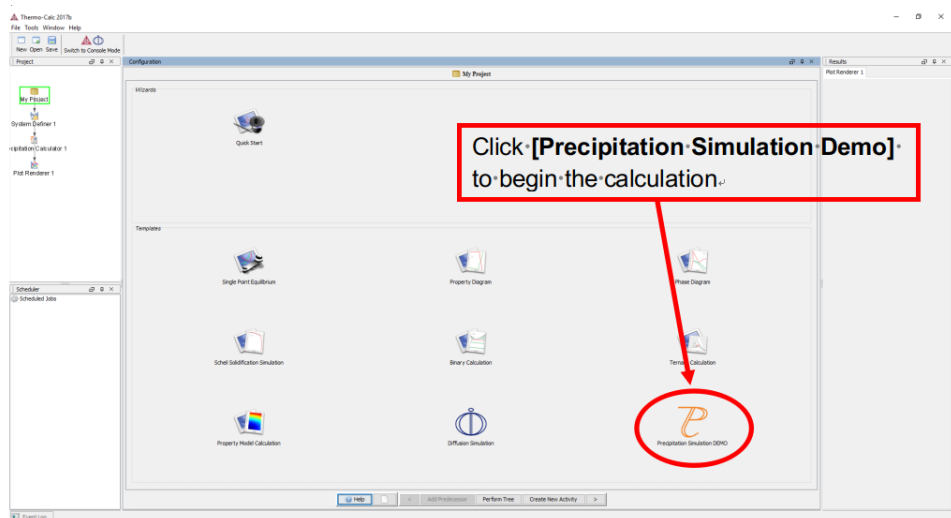 Thermo-Calc 2017b
File Tools Window Help
New Open Save Switch to Console Mode
Project
Configuration
Results
My Project
Plot Renderer 1
My Project
System Definer 1
cipitation Calculator 1
Plot Renderer 1
Wizards
Quick Start
Click [Precipitation Simulation Demo]
to begin the calculation
Templates
Single Point Equilibrium
Property Diagram
Phase Diagram
Scheduler
Scheduled Jobs
Scheil Solidification Simulation
Binary Calculation
Ternary Calculation
Property Model Calculation
Diffusion Simulation
Precipitation Simulation DEMO
Help
< Add Predecessor Perform Tree Create New Activity >
Event Log